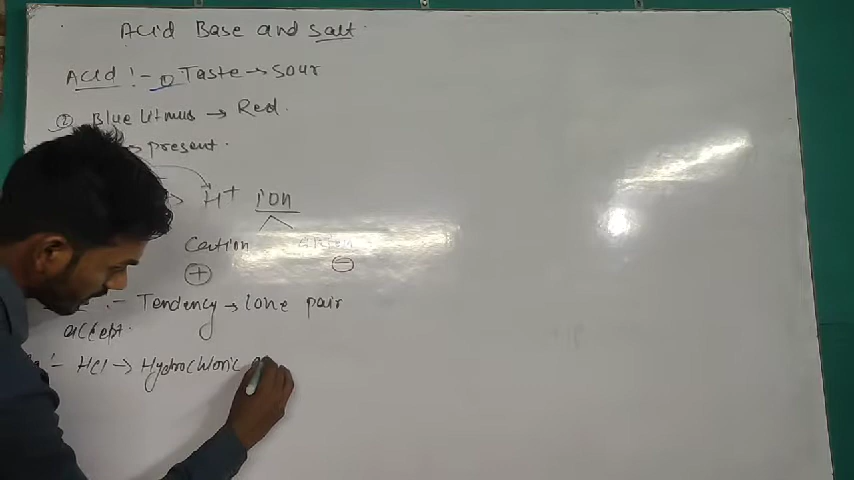 Acid Base and salt
Acid :- ① Taste → sour
② Blue litmus → Red.
→ present.
H+ ion
Cation Anion
⊕ ⊖
:- Tendency → lone pair
accept.
:- HCl → Hydrochloric